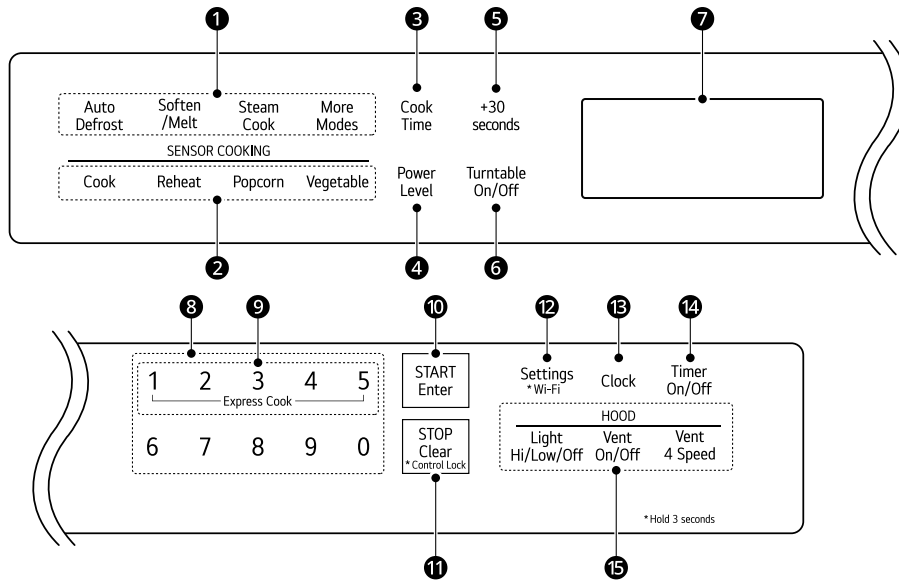 1 3 5 7
Auto Defrost
Soften /Melt
Steam Cook
More Modes
Cook Time
+30 seconds
SENSOR COOKING
Cook Reheat Popcorn Vegetable
Power Level
Turntable On/Off
2 4 6
8 9 10 12 13 14
1 2 3 4 5
Express Cook
START Enter
Settings
*Wi-Fi
Clock
Timer On/Off
6 7 8 9 0
STOP Clear
*Control Lock
HOOD
Light Hi/Low/Off
Vent On/Off
Vent 4 Speed
*Hold 3 seconds
11 15